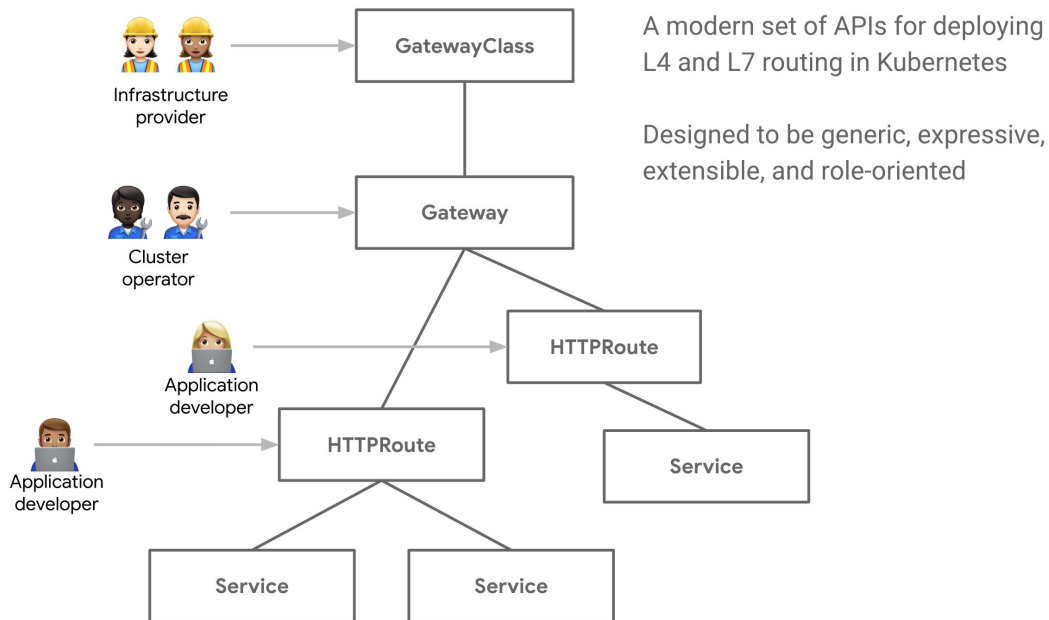 GatewayClass
A modern set of APIs for deploying
L4 and L7 routing in Kubernetes
Infrastructure
provider
Designed to be generic, expressive,
extensible, and role-oriented
Gateway
Cluster
operator
HTTPRoute
Application
developer
HTTPRoute
Service
Application
developer
Service
Service